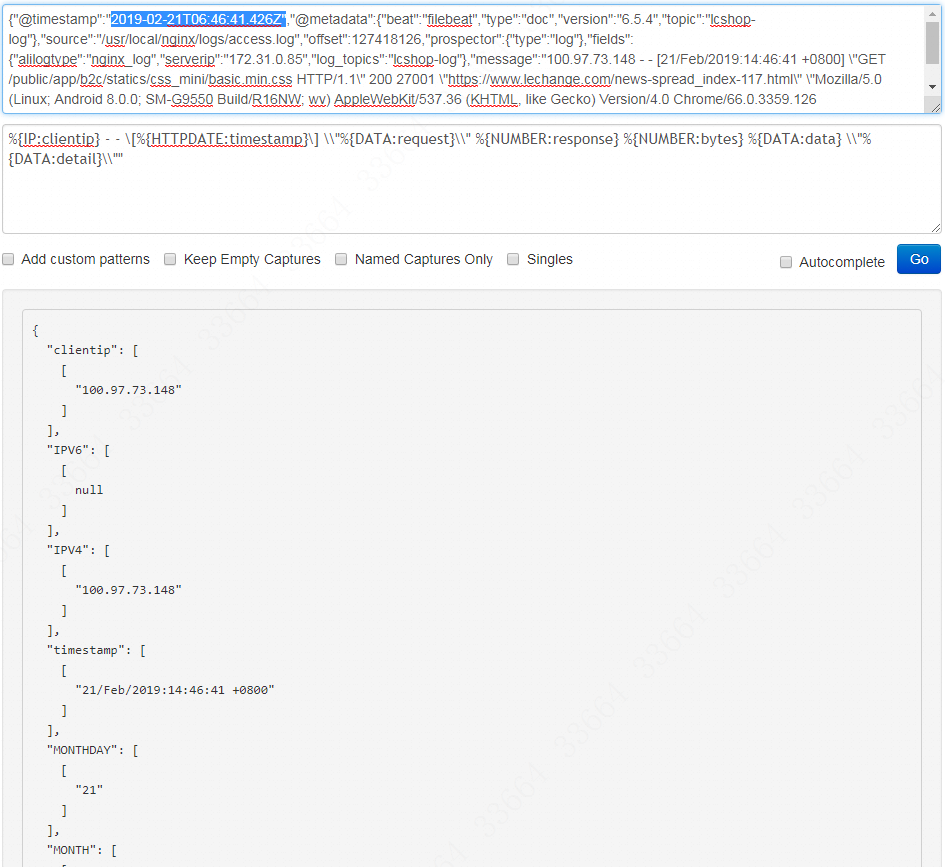 {"@timestamp":"2019-02-21T06:46:41.426Z","@metadata":{"beat":"filebeat","type":"doc","version":"6.5.4","topic":"lcshop-
log"},"source":"/usr/local/nginx/logs/access.log","offset":127418126,"prospector":{"type":"log"},"fields":
{"alilogtype":"nginx_log","serverip":"172.31.0.85","log_topics":"lcshop-log"},"message":"100.97.73.148 - - [21/Feb/2019:14:46:41 +0800] \"GET
/public/app/b2c/statics/css_mini/basic.min.css HTTP/1.1\" 200 27001 \"https://www.lechange.com/news-spread_index-117.html\" \"Mozilla/5.0
(Linux; Android 8.0.0; SM-G9550 Build/R16NW; wv) AppleWebKit/537.36 (KHTML, like Gecko) Version/4.0 Chrome/66.0.3359.126
%{IP:clientip} - - \[%{HTTPDATE:timestamp}\] \\"%{DATA:request}\\" %{NUMBER:response} %{NUMBER:bytes} %{DATA:data} \\"%
{DATA:detail}\\""
Add custom patterns Keep Empty Captures Named Captures Only Singles Autocomplete Go
{
"clientip": [
[
"100.97.73.148"
]
],
"IPV6": [
[
null
]
],
"IPV4": [
[
"100.97.73.148"
]
],
"timestamp": [
[
"21/Feb/2019:14:46:41 +0800"
]
],
"MONTHDAY": [
[
"21"
]
],
"MONTH": [